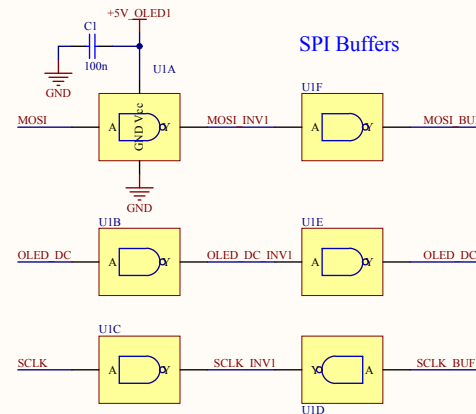 +5V_OLED1
C1
SPI Buffers
100n
U1A
GND
U1F
MOSI
A
GND Vcc
Y
MOSI_INV1
A
Y
MOSI_BU
GND
U1B
U1E
OLED_DC
A
Y
OLED_DC_INV1
A
Y
OLED_DC
U1C
SCLK
A
Y
SCLK_INV1
Y
A
SCLK_BUF
U1D